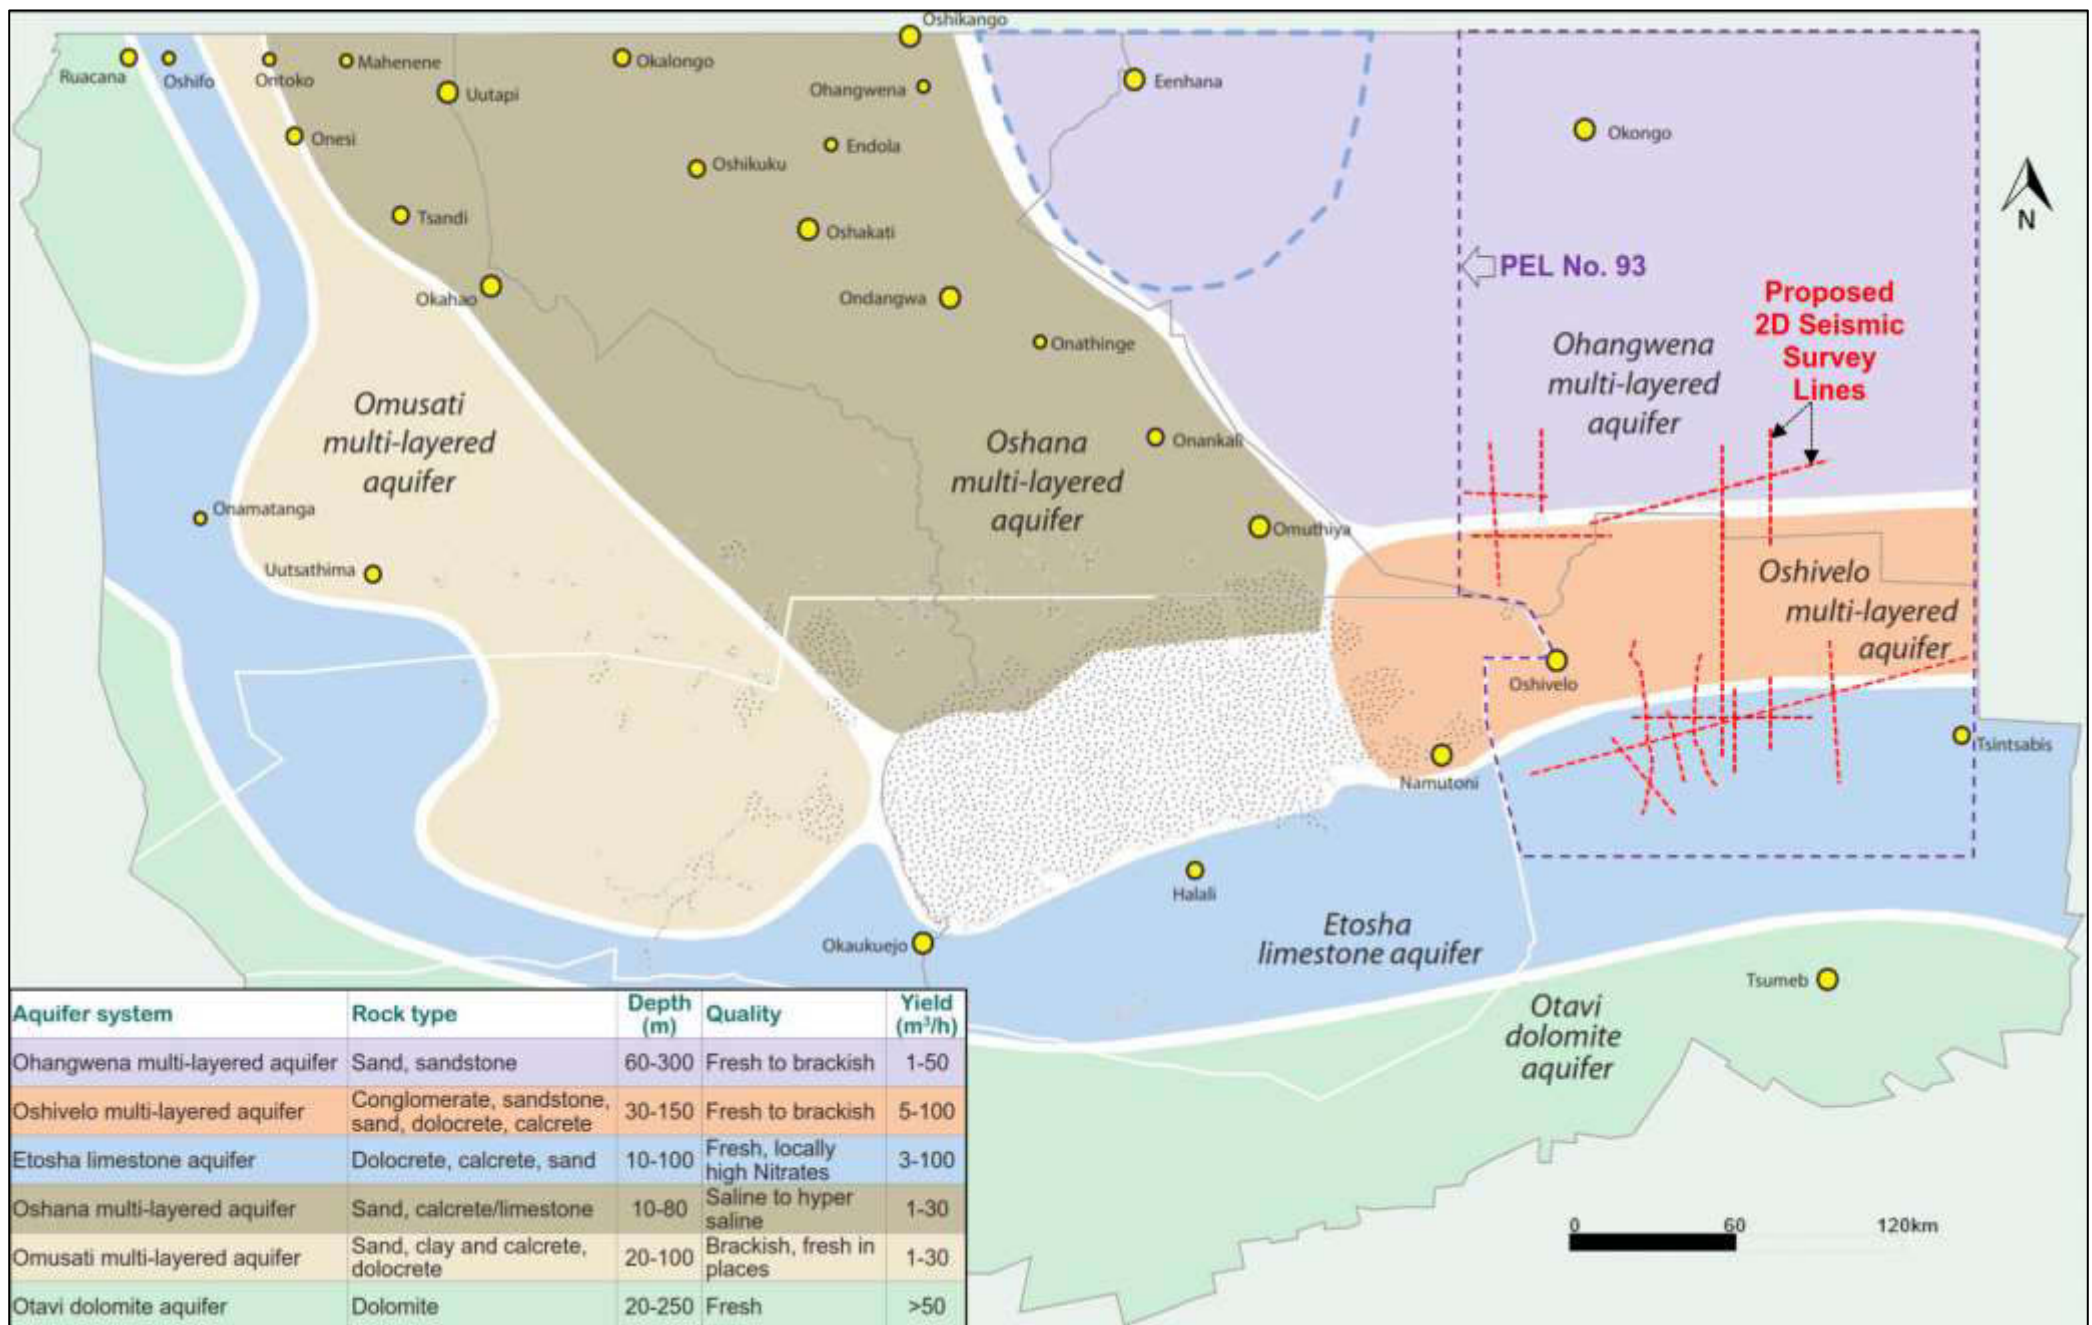 Oshikango
Ruacana
Oshifo
Ontoko
Mahenene
Uutapi
Okalongo
Ohangwena
Eenhana
Okongo
Onesi
Endola
Oshikuku
Tsandi
Oshakati
N
Okahao
Ondangwa
PEL No. 93
Onathinge
Proposed
2D Seismic
Survey
Lines
Ohangwena
multi-layered
aquifer
Omusati
multi-layered
aquifer
Oshana
multi-layered
aquifer
Onankali
Onamatanga
Omuthiya
Uutsathima
Oshivelo
multi-layered
aquifer
Oshivelo
Tsintsabis
Namutoni
Halali
Okaukuejo
Etosha
limestone aquifer
Tsumeb
Otavi
dolomite
aquifer
0 60 120km
Aquifer system Rock type Depth (m) Quality Yield (m³/h)
Ohangwena multi-layered aquifer Sand, sandstone 60-300 Fresh to brackish 1-50
Oshivelo multi-layered aquifer Conglomerate, sandstone, sand, dolocrete, calcrete 30-150 Fresh to brackish 5-100
Etosha limestone aquifer Dolocrete, calcrete, sand 10-100 Fresh, locally high Nitrates 3-100
Oshana multi-layered aquifer Sand, calcrete/limestone 10-80 Saline to hyper saline 1-30
Omusati multi-layered aquifer Sand, clay and calcrete, dolocrete 20-100 Brackish, fresh in places 1-30
Otavi dolomite aquifer Dolomite 20-250 Fresh >50